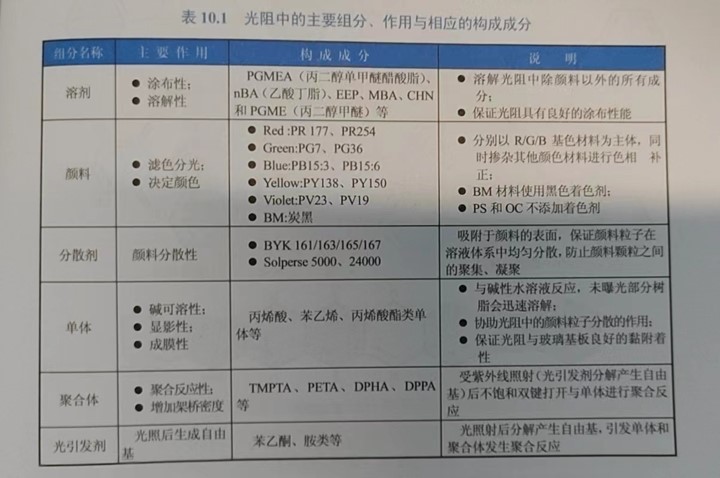 表 10.1 光阻中的主要组分、作用与相应的构成成分
组分名称 主要作用 构成成分 说明
溶剂
● 涂布性；
● 溶解性
PGMEA（丙二醇单甲醚醋酸脂）、
nBA（乙酸丁脂）、EEP、MBA、CHN
和 PGME（丙二醇甲醚）等
● 溶解光阻中除颜料以外的所有成
分；
● 保证光阻具有良好的涂布性能
颜料
● 滤色分光；
● 决定颜色
● Red :PR 177、PR254
● Green:PG7、PG36
● Blue:PB15:3、PB15:6
● Yellow:PY138、PY150
● Violet:PV23、PV19
● BM:炭黑
● 分别以 R/G/B 基色材料为主体，同
时掺杂其他颜色材料进行色相 补
正；
● BM 材料使用黑色着色剂；
● PS 和 OC 不添加着色剂
分散剂
颜料分散性
● BYK 161/163/165/167
● Solperse 5000、24000
吸附于颜料的表面，保证颜料粒子在
溶液体系中均匀分散，防止颜料颗粒之间
的聚集、凝聚
单体
● 碱可溶性；
● 显影性；
● 成膜性
丙烯酸、苯乙烯、丙烯酸酯类单
体等
● 与碱性水溶液反应，未曝光部分树
脂会迅速溶解；
● 协助光阻中的颜料粒子分散的作用；
● 保证光阻与玻璃基板良好的黏附着
性
聚合体
● 聚合反应性；
● 增加架桥密度
TMPTA、PETA、DPHA、DPPA
等
受紫外线照射（光引发剂分解产生自由
基）后不饱和双键打开与单体进行聚合反
应
光引发剂
光照后生成自由
基
苯乙酮、胺类等
光照射后分解产生自由基，引发单体和
聚合体发生聚合反应